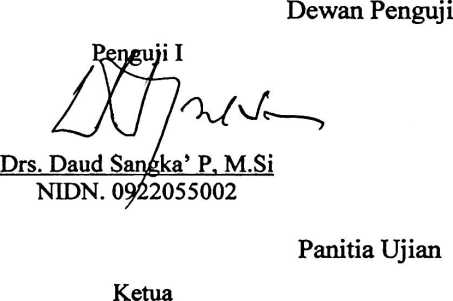 Dewan Penguji
Penguji I
Drs. Daud Sangka' P, M.Si
NIDN. 0922055002
Panitia Ujian
Ketua